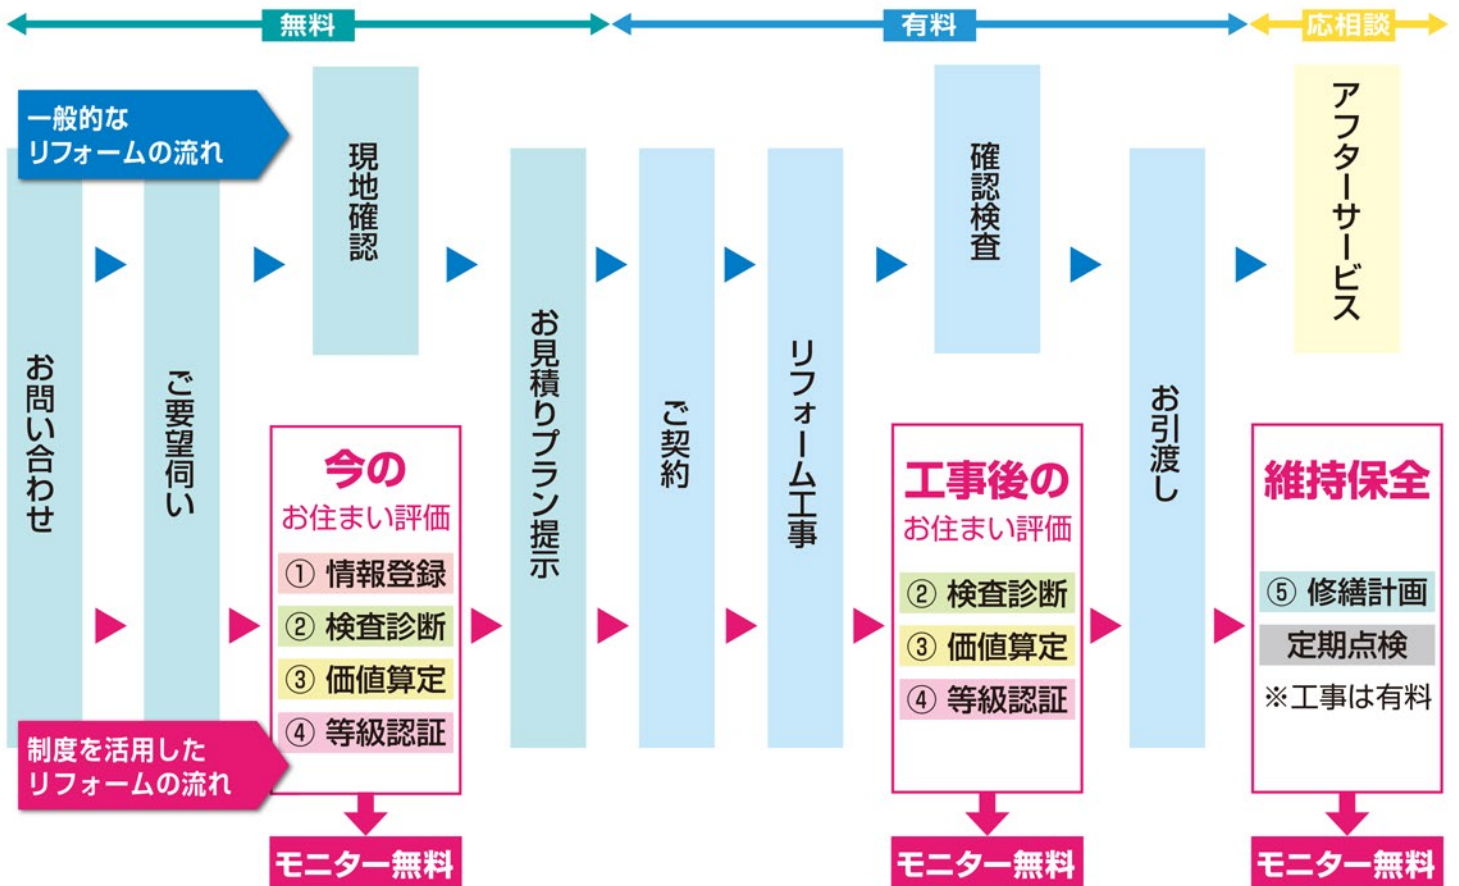 無料
有料
応相談
一般的な
リフォームの流れ
お問い合わせ
ご要望伺い
現地確認
お見積りプラン提示
ご契約
リフォーム工事
確認検査
お引渡し
アフターサービス
今の
お住まい評価
① 情報登録
② 検査診断
③ 価値算定
④ 等級認証
工事後の
お住まい評価
② 検査診断
③ 価値算定
④ 等級認証
維持保全
⑤ 修繕計画
定期点検
※工事は有料
制度を活用した
リフォームの流れ
モニター無料
モニター無料
モニター無料